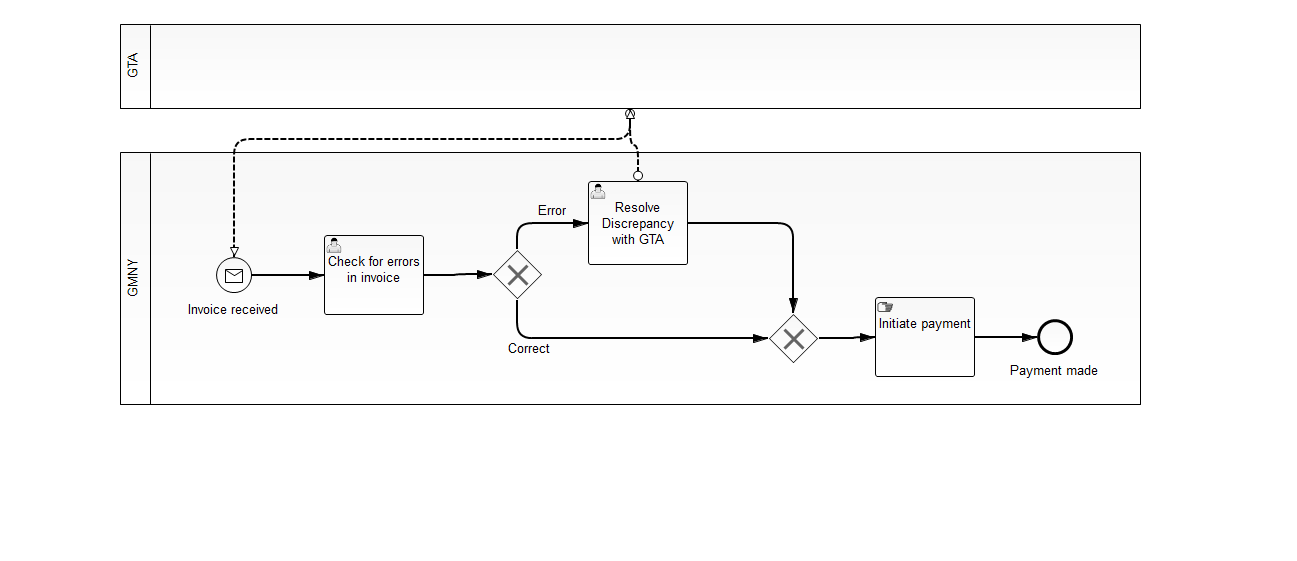 GTA
GMNY
Error
Resolve
Discrepancy
with GTA
Check for errors
in invoice
Invoice received
Correct
Initiate payment
Payment made